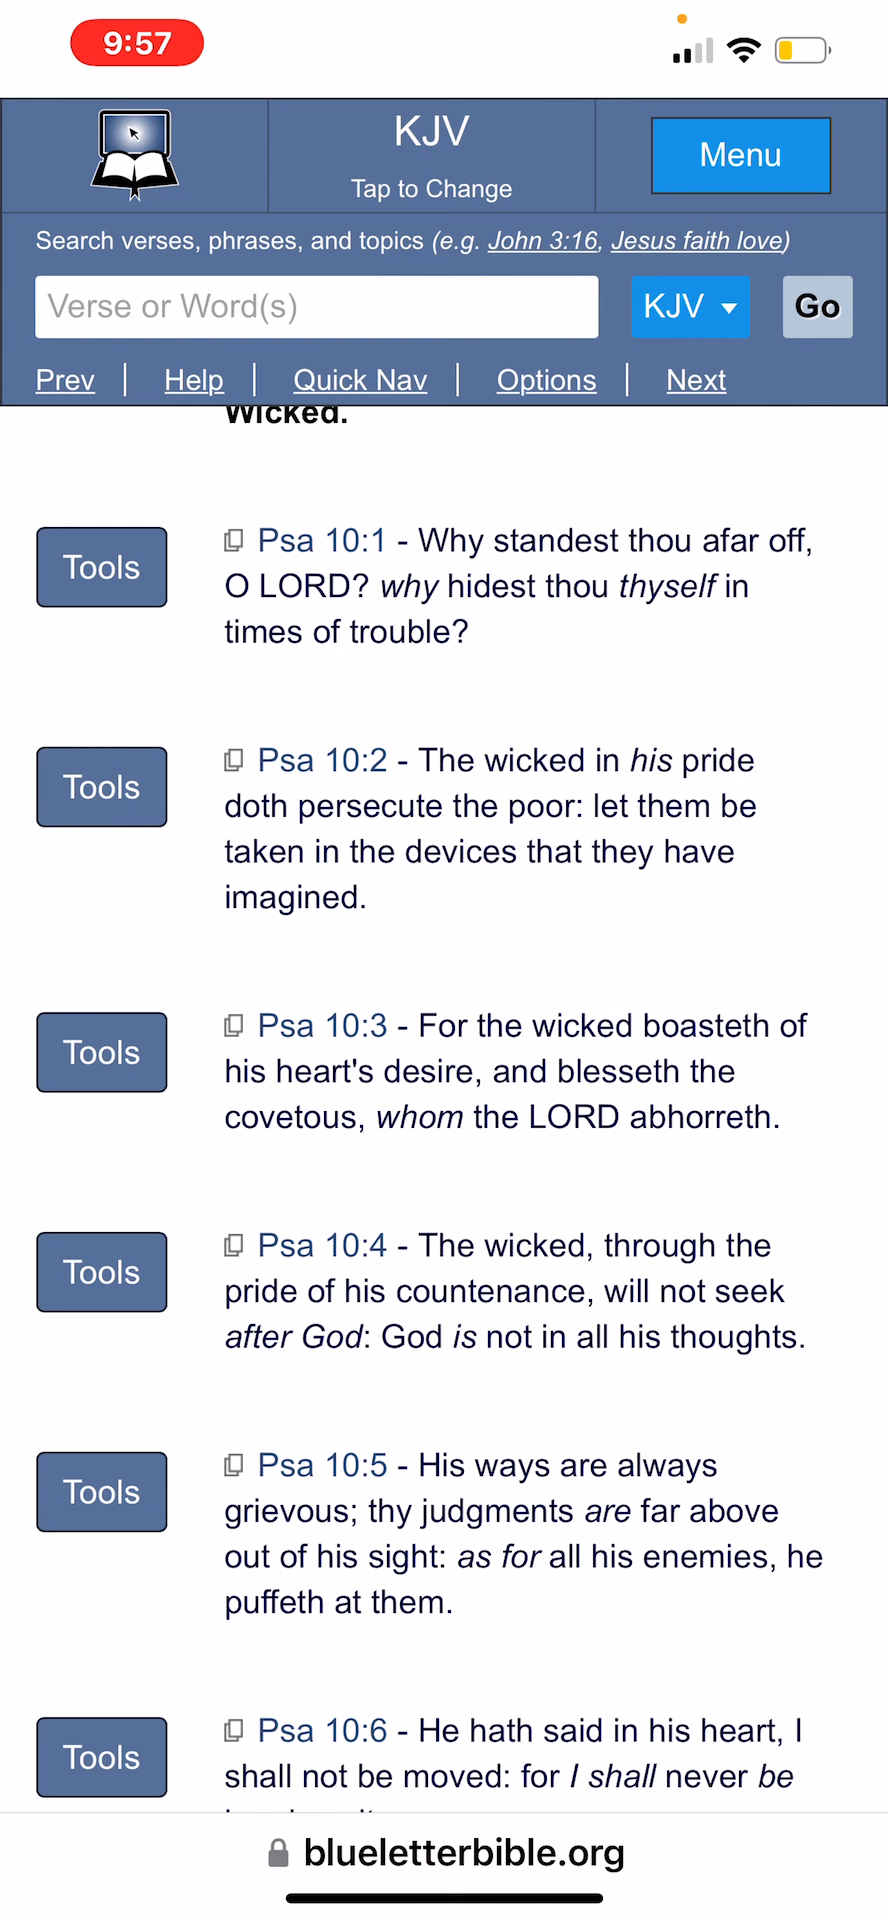 9:57
KJV
Tap to Change
Menu
Search verses, phrases, and topics (e.g. John 3:16, Jesus faith love)
Verse or Word(s)
KJV
Go
Prev | Help | Quick Nav | Options | Next
Wicked.
Tools
Psa 10:1 - Why standest thou afar off,
O LORD? why hidest thou thyself in
times of trouble?
Tools
Psa 10:2 - The wicked in his pride
doth persecute the poor: let them be
taken in the devices that they have
imagined.
Tools
Psa 10:3 - For the wicked boasteth of
his heart's desire, and blesseth the
covetous, whom the LORD abhorreth.
Tools
Psa 10:4 - The wicked, through the
pride of his countenance, will not seek
after God: God is not in all his thoughts.
Tools
Psa 10:5 - His ways are always
grievous; thy judgments are far above
out of his sight: as for all his enemies, he
puffeth at them.
Tools
Psa 10:6 - He hath said in his heart, I
shall not be moved: for I shall never be
blueletterbible.org